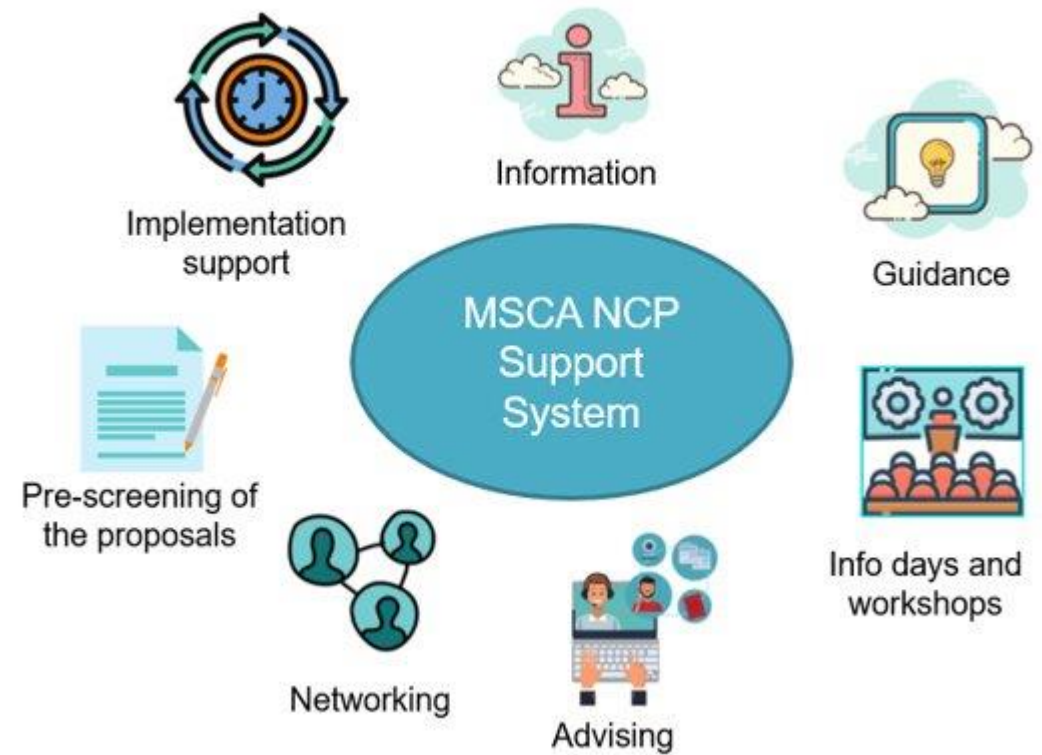 Information
Implementation
support
Guidance
MSCA NCP
Support
System
Pre-screening of
the proposals
Info days and
workshops
Networking
Advising